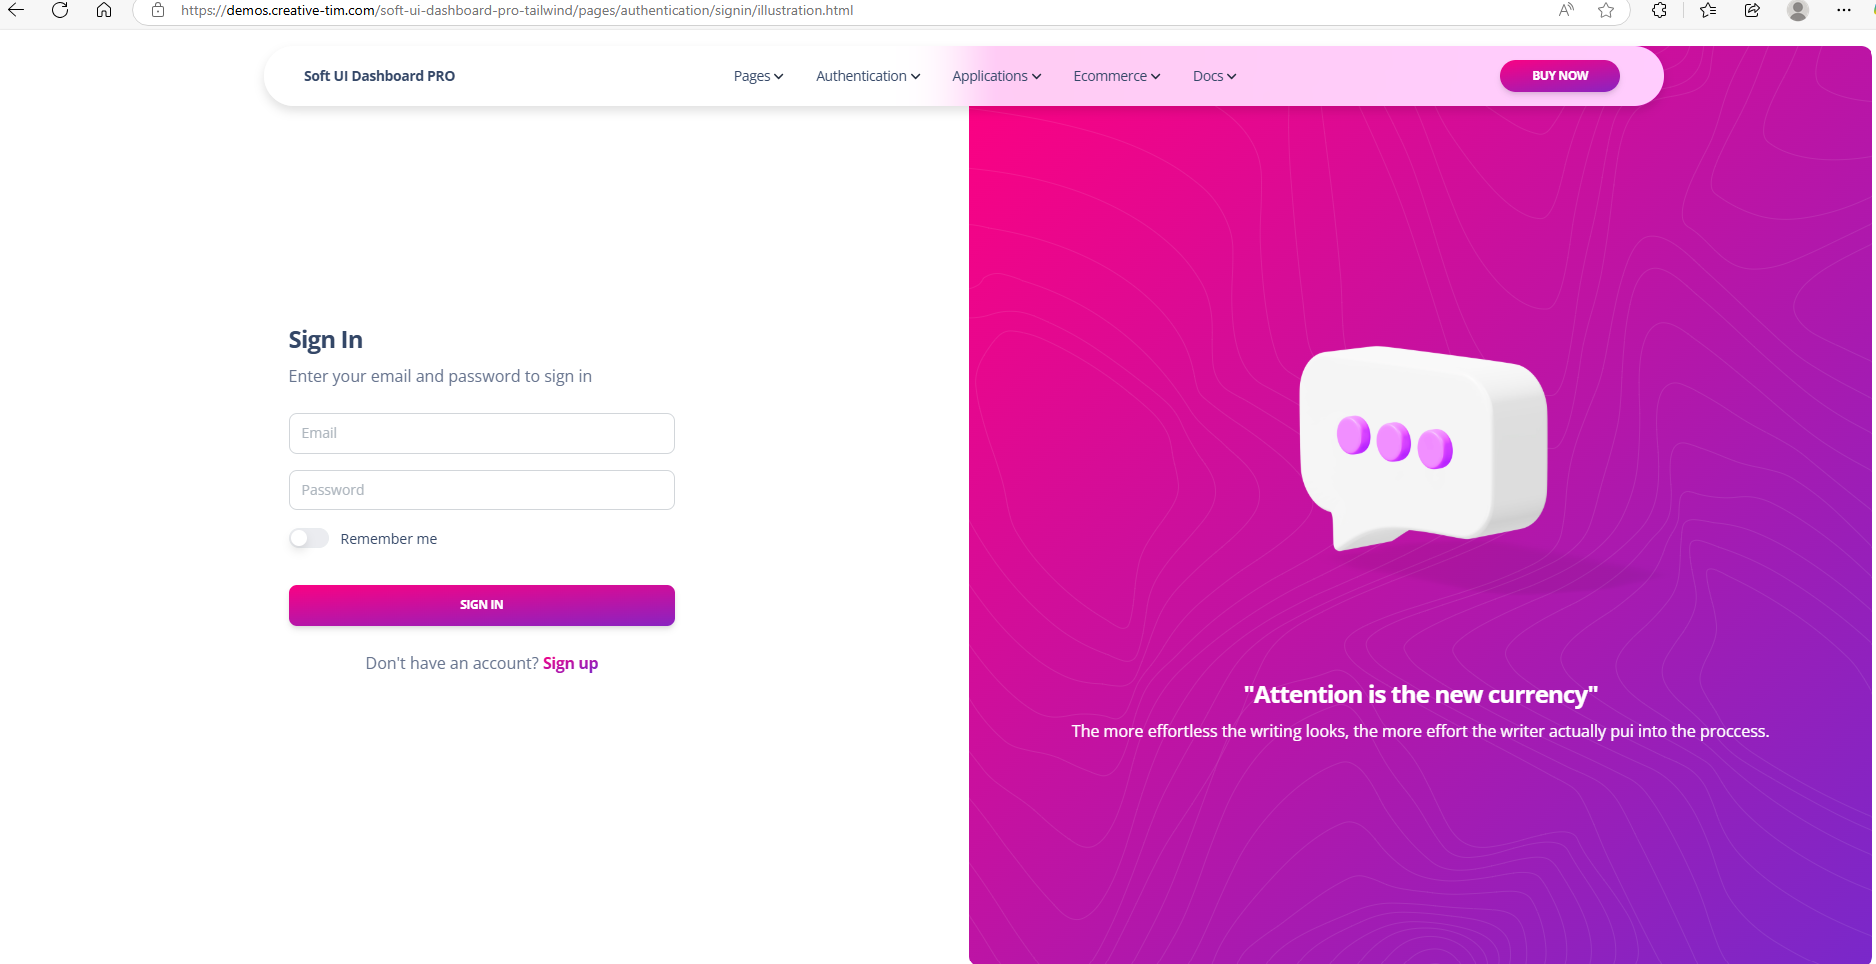 https://demos.creative-tim.com/soft-ui-dashboard-pro-tailwind/pages/authentication/signin/illustration.html
Soft UI Dashboard PRO Pages Authentication Applications Ecommerce Docs BUY NOW
Sign In
Enter your email and password to sign in
Email
Password
Remember me
SIGN IN
Don't have an account? Sign up
"Attention is the new currency"
The more effortless the writing looks, the more effort the writer actually pui into the proccess.